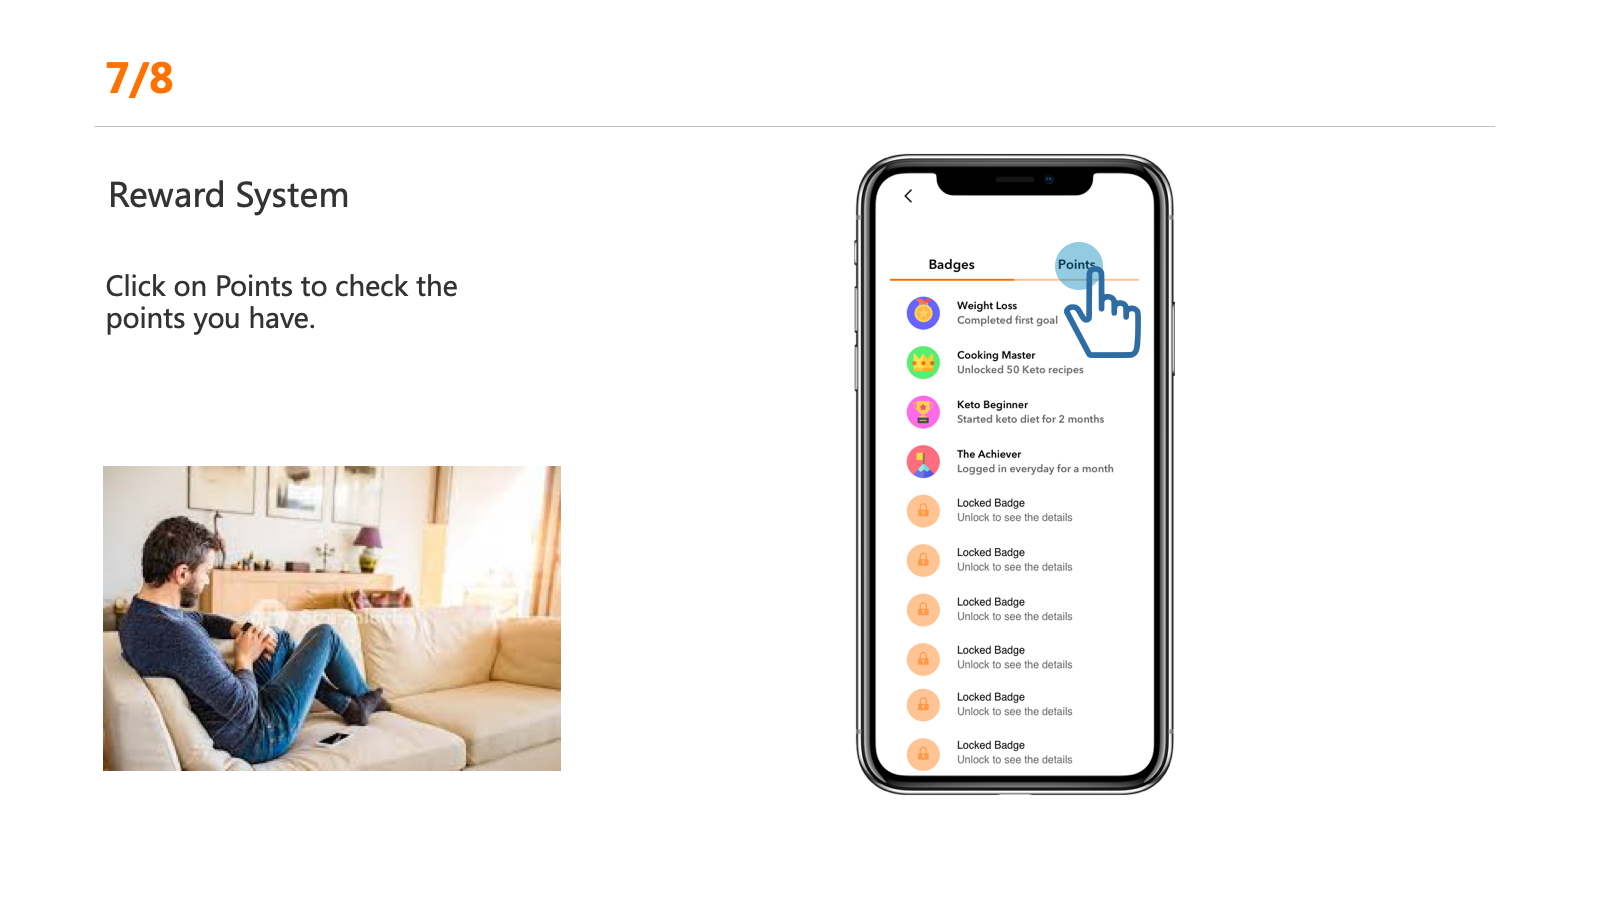 7/8
Reward System
Click on Points to check the
points you have.
Badges
Points
Weight Loss
Completed first goal
Cooking Master
Unlocked 50 Keto recipes
Keto Beginner
Started keto diet for 2 months
The Achiever
Logged in everyday for a month
Locked Badge
Unlock to see the details
Locked Badge
Unlock to see the details
Locked Badge
Unlock to see the details
Locked Badge
Unlock to see the details
Locked Badge
Unlock to see the details
Locked Badge
Unlock to see the details